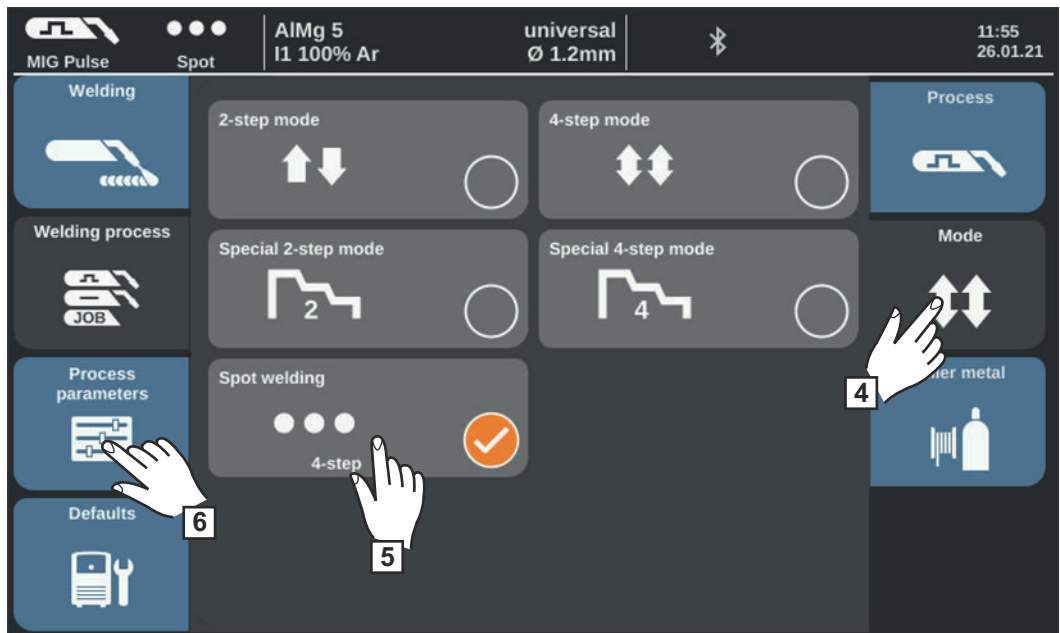 MIG Pulse
Spot
AlMg 5
I1 100% Ar
universal
Ø 1.2mm
11:55
26.01.21
Welding
Welding process
JOB
Process
parameters
Defaults
2-step mode
4-step mode
Special 2-step mode
2
Special 4-step mode
4
Spot welding
4-step
Process
Mode
metal
4
5
6